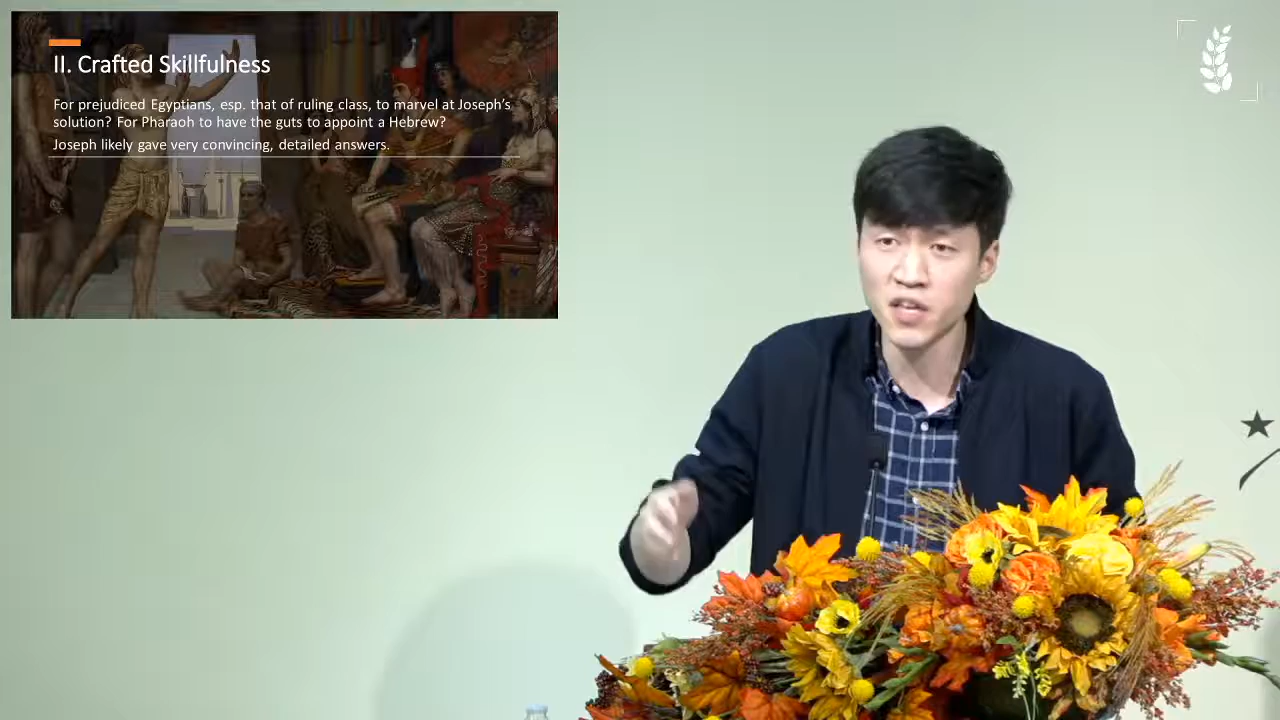 II. Crafted Skillfulness
For prejudiced Egyptians, esp. that of ruling class, to marvel at Joseph's
solution? For Pharaoh to have the guts to appoint a Hebrew?
Joseph likely gave very convincing, detailed answers.